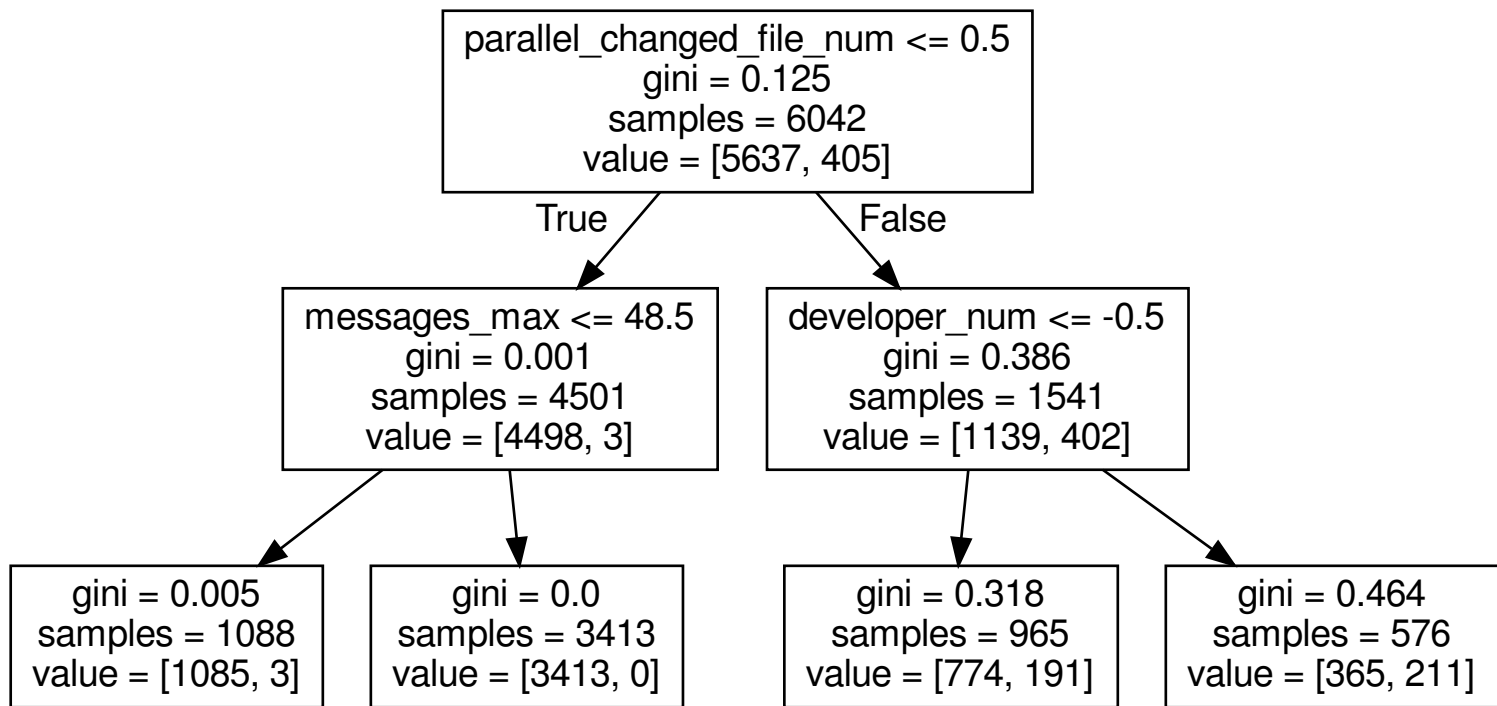 parallel_changed_file_num <= 0.5
gini = 0.125
samples = 6042
value = [5637, 405]
True
False
messages_max <= 48.5
gini = 0.001
samples = 4501
value = [4498, 3]
developer_num <= -0.5
gini = 0.386
samples = 1541
value = [1139, 402]
gini = 0.005
samples = 1088
value = [1085, 3]
gini = 0.0
samples = 3413
value = [3413, 0]
gini = 0.318
samples = 965
value = [774, 191]
gini = 0.464
samples = 576
value = [365, 211]